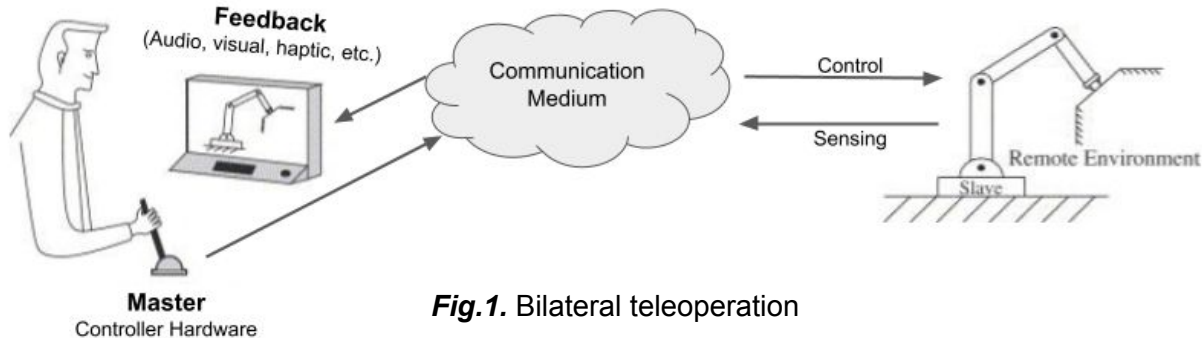 Feedback
(Audio, visual, haptic, etc.)
Communication
Medium
Control
Sensing
Remote Environment
Slave
Master
Controller Hardware
Fig.1. Bilateral teleoperation